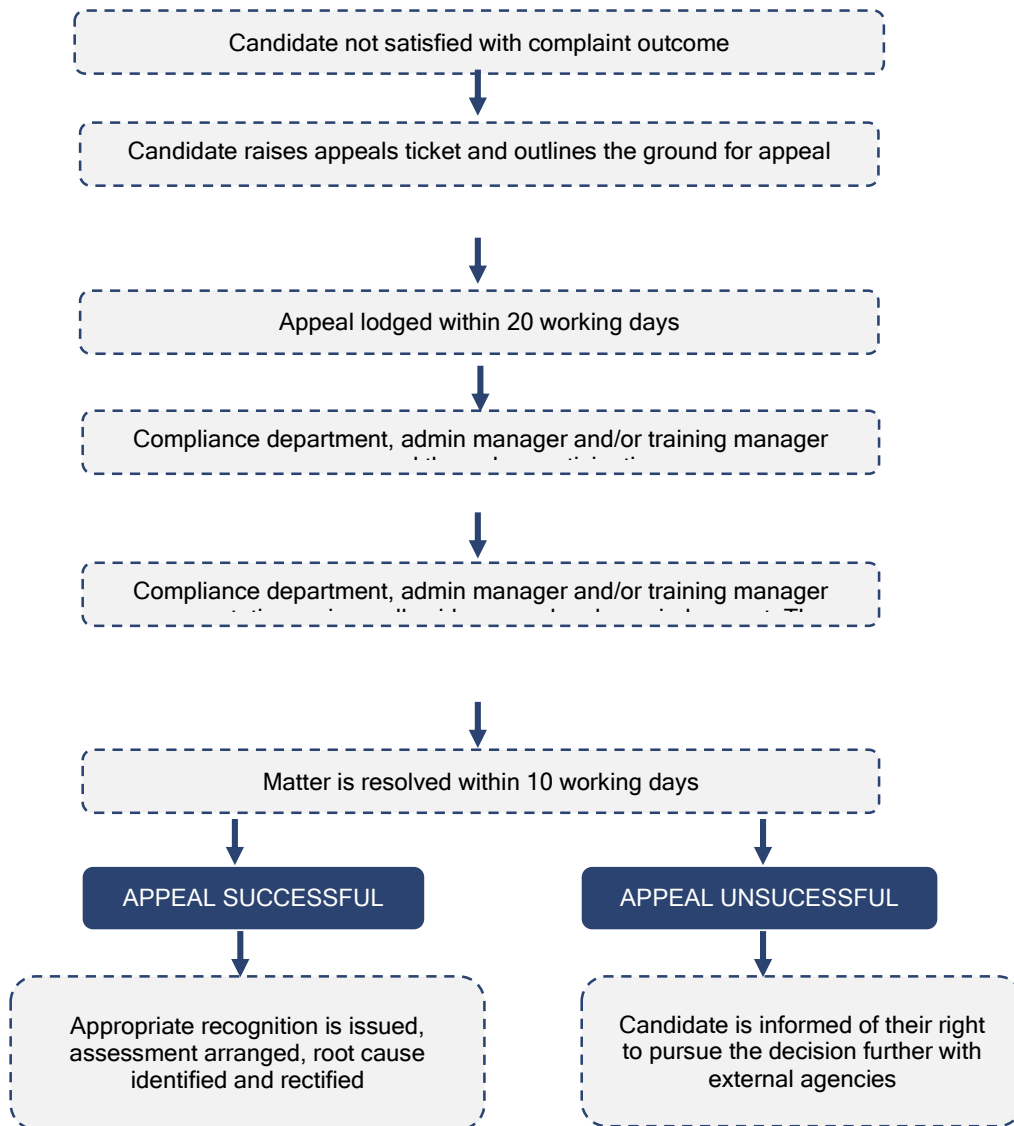 Candidate not satisfied with complaint outcome
Candidate raises appeals ticket and outlines the ground for appeal
Appeal lodged within 20 working days
Compliance department, admin manager and/or training manager
Compliance department, admin manager and/or training manager
Matter is resolved within 10 working days
APPEAL SUCCESSFUL
APPEAL UNSUCESSFUL
Appropriate recognition is issued,
assessment arranged, root cause
identified and rectified
Candidate is informed of their right
to pursue the decision further with
external agencies